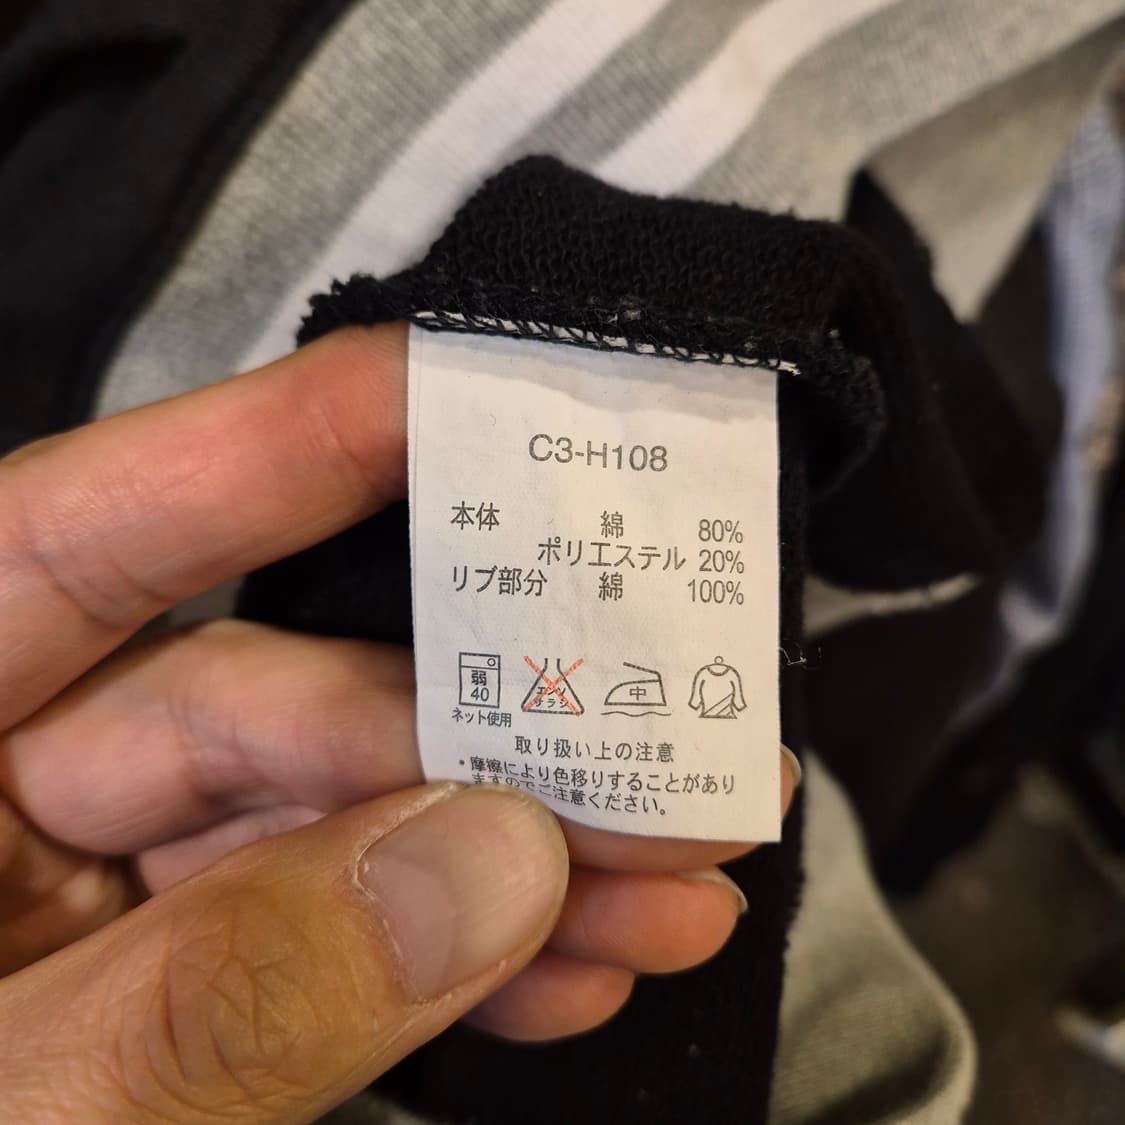 C3-H108
本体 綿 80%
ポリエステル 20%
リブ部分 綿 100%
弱
40
ネット使用
エンソ
サラシ
中
取り扱い上の注意
・摩擦により色移りすることがあり
ますのでご注意ください。